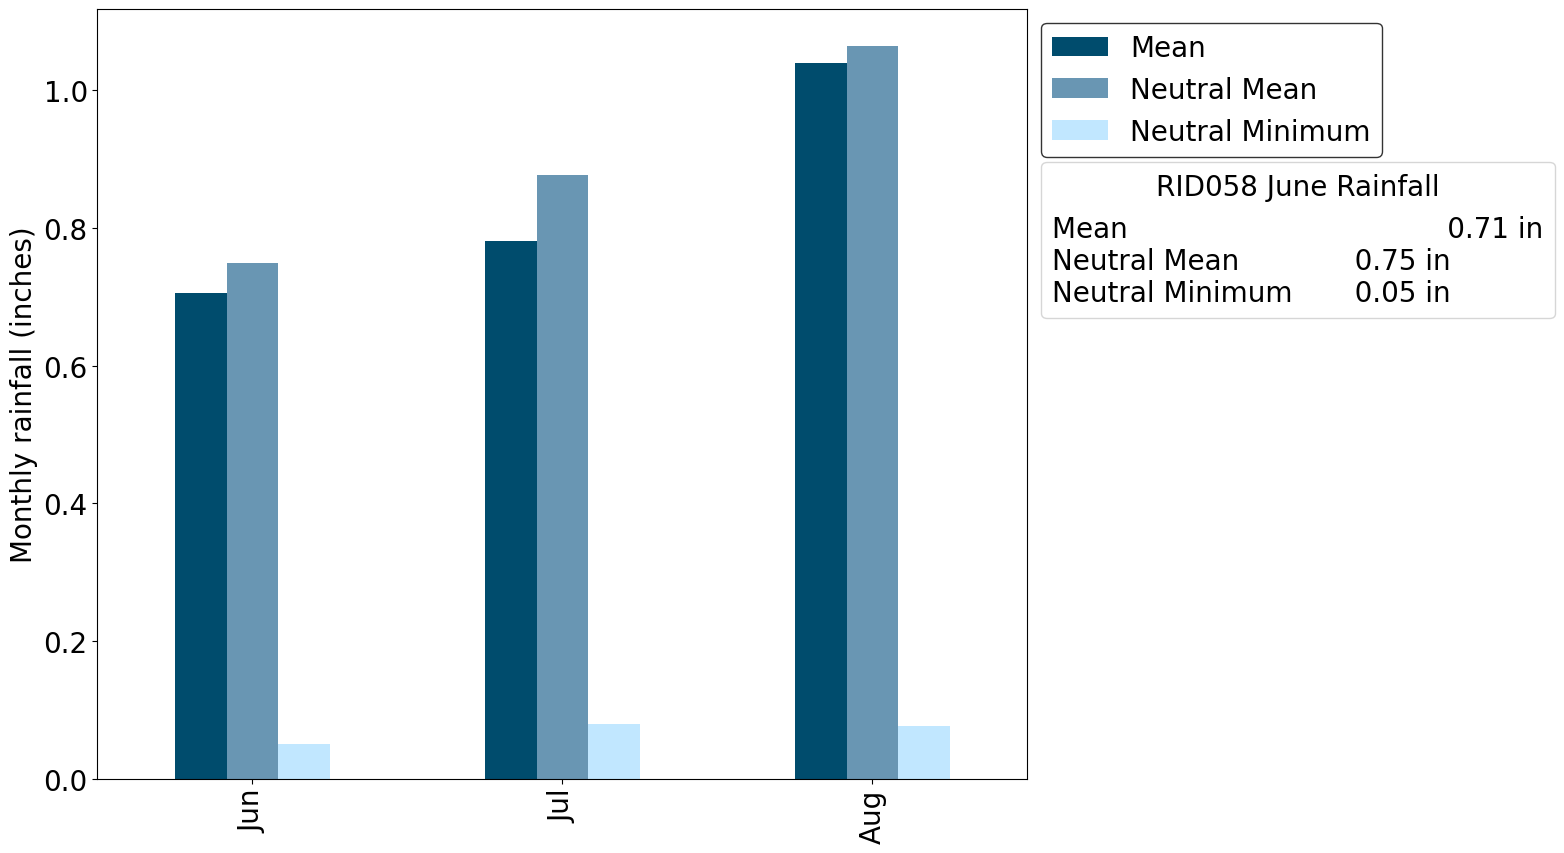 Monthly rainfall (inches)
1.0
0.8
0.6
0.4
0.2
0.0
Jun
Jul
Aug
Mean
Neutral Mean
Neutral Minimum
RID058 June Rainfall
Mean 0.71 in
Neutral Mean 0.75 in
Neutral Minimum 0.05 in